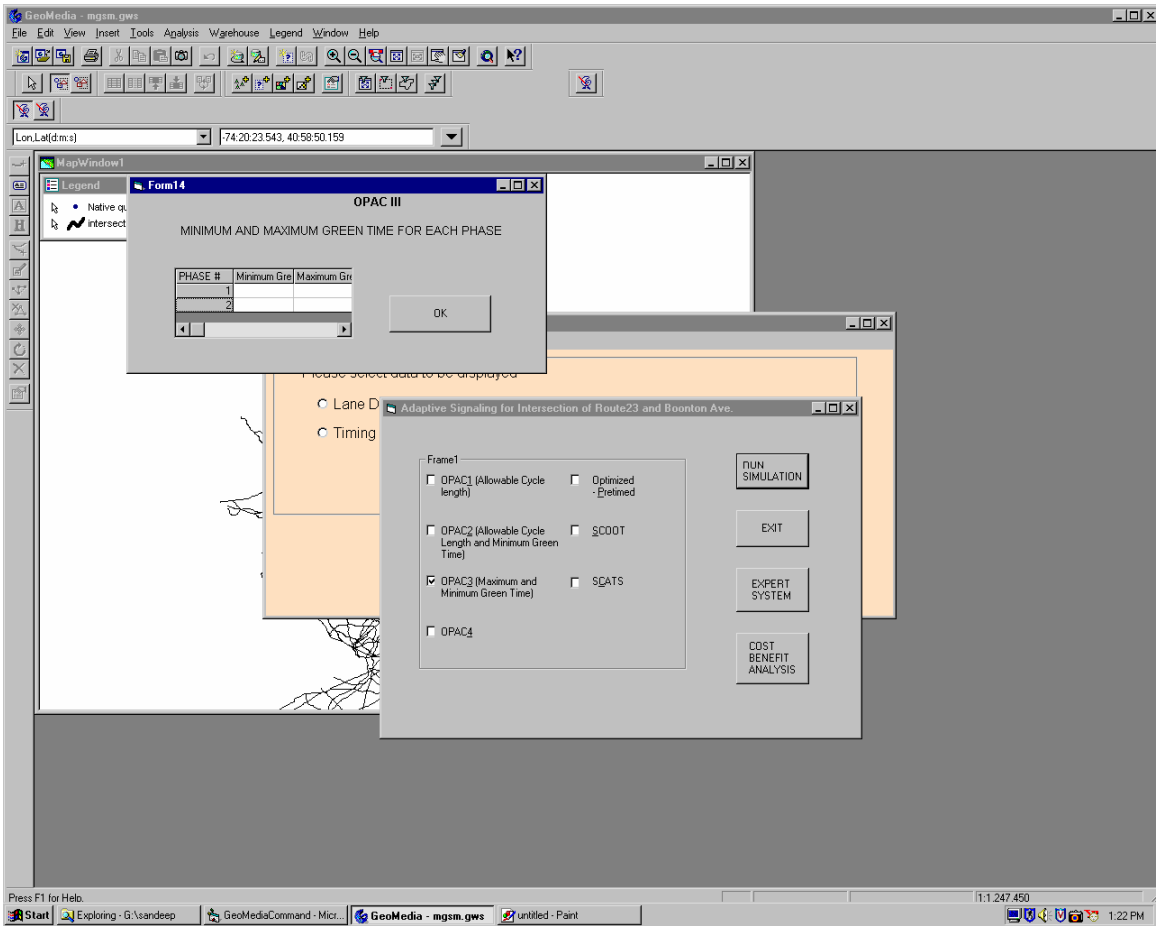 GeoMedia - mgsm.gws
File Edit View Insert Tools Analysis Warehouse Legend Window Help
Lon,Lat(d:m:s) -74:20:23.543, 40:58:50.159
MapWindow1
Legend
Native qu
intersect
Form14
OPAC III
MINIMUM AND MAXIMUM GREEN TIME FOR EACH PHASE
PHASE # Minimum Gre Maximum Gre
1
2
OK
Please select data to be displayed
Lane D
Timing
Adaptive Signaling for Intersection of Route23 and Boonton Ave.
Frame1
OPAC1 (Allowable Cycle
length)
Optimized
- Pretimed
OPAC2 (Allowable Cycle
Length and Minimum Green
Time)
SCOOT
OPAC3 (Maximum and
Minimum Green Time)
SCATS
OPAC4
RUN
SIMULATION
EXIT
EXPERT
SYSTEM
COST
BENEFIT
ANALYSIS
Press F1 for Help.
1:1,247,450
Start Exploring - G:\sandeep GeoMediaCommand - Micr... GeoMedia - mgsm.gws untitled - Paint 1:22 PM